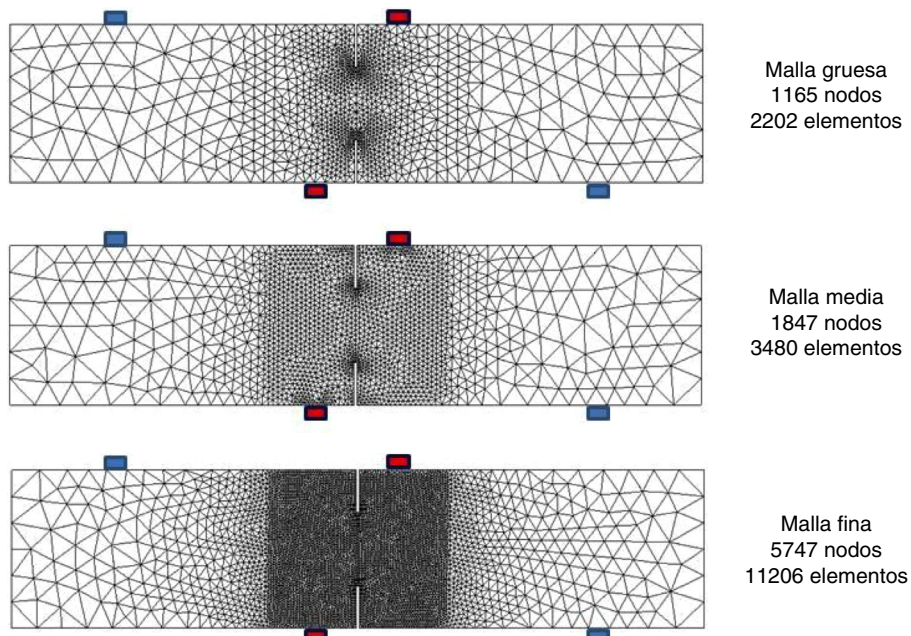 Malla gruesa
1165 nodos
2202 elementos
Malla media
1847 nodos
3480 elementos
Malla fina
5747 nodos
11206 elementos